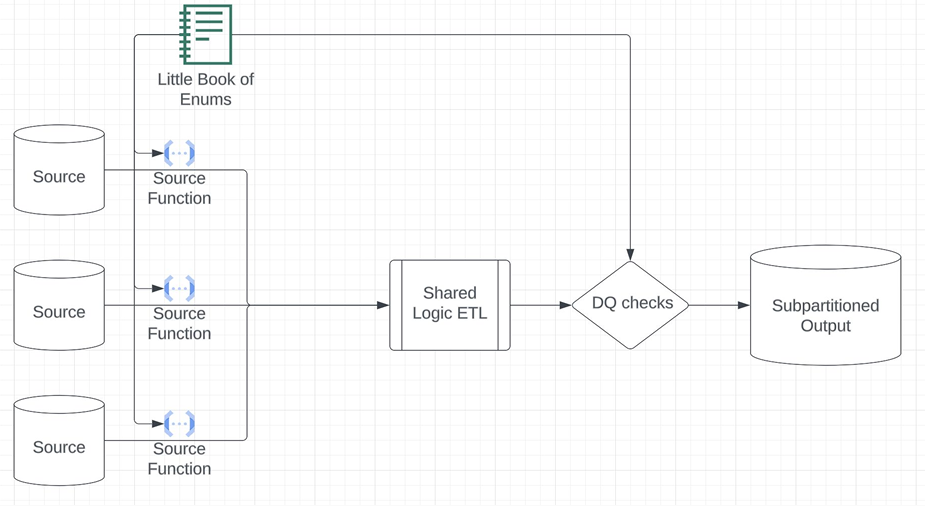 Little Book of
Enums
Source
Source
Function
Source
Source
Function
Shared
Logic ETL
DQ checks
Subpartitioned
Output
Source
Source
Function